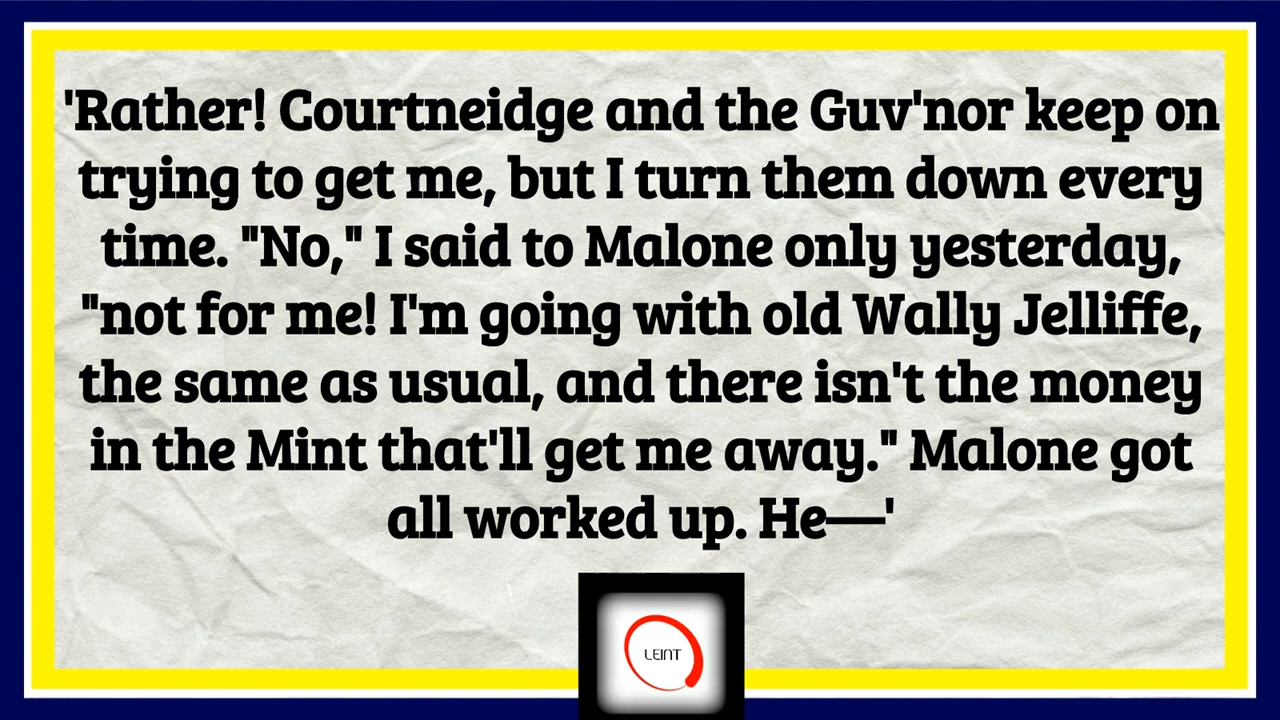 'Rather! Courtneidge and the Guv'nor keep on
trying to get me, but I turn them down every
time. "No," I said to Malone only yesterday,
"not for me! I'm going with old Wally Jelliffe,
the same as usual, and there isn't the money
in the Mint that'll get me away." Malone got
all worked up. He—'
LEINT